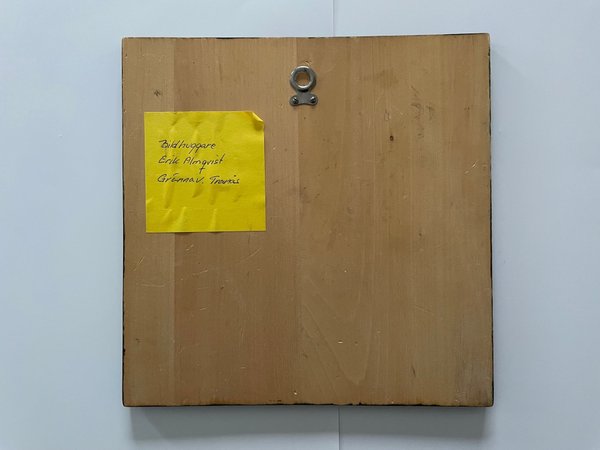 Bildhuggare
Erik Almqvist
+
Gränna v. Tranås